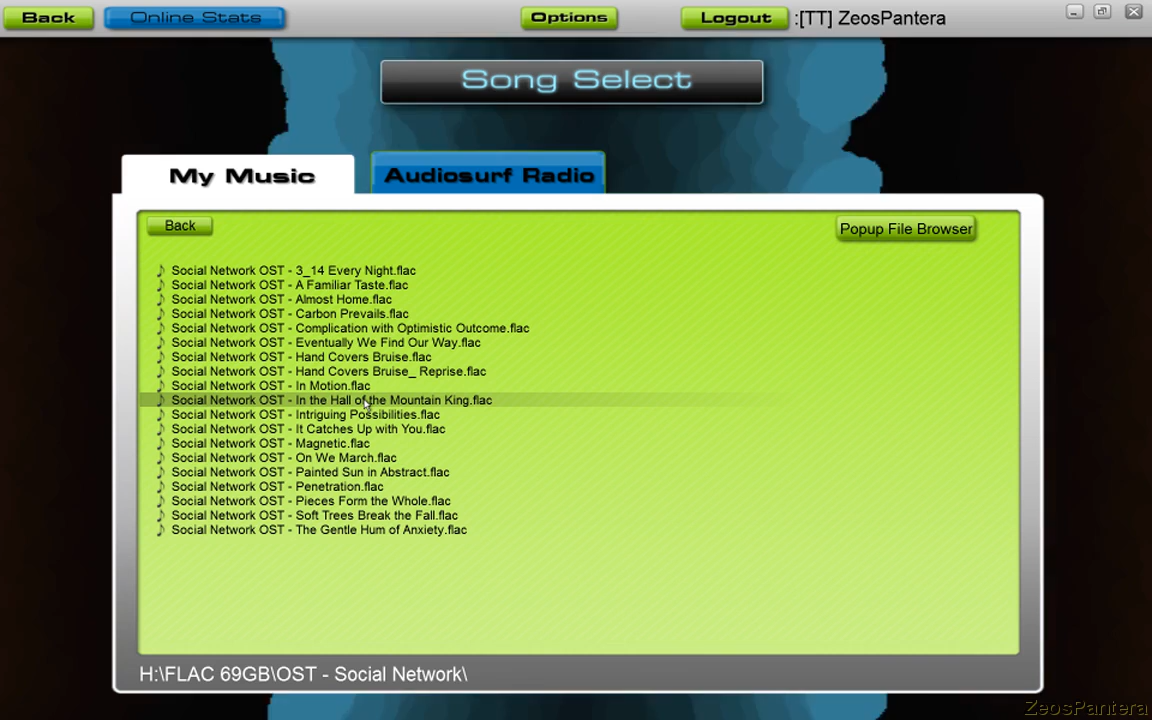 Back
Online Stats
Options
Logout
:[TT] ZeosPantera
Song Select
My Music
Audiosurf Radio
Back
Popup File Browser
Social Network OST - 3_14 Every Night.flac
Social Network OST - A Familiar Taste.flac
Social Network OST - Almost Home.flac
Social Network OST - Carbon Prevails.flac
Social Network OST - Complication with Optimistic Outcome.flac
Social Network OST - Eventually We Find Our Way.flac
Social Network OST - Hand Covers Bruise.flac
Social Network OST - Hand Covers Bruise_ Reprise.flac
Social Network OST - In Motion.flac
Social Network OST - In the Hall of the Mountain King.flac
Social Network OST - Intriguing Possibilities.flac
Social Network OST - It Catches Up with You.flac
Social Network OST - Magnetic.flac
Social Network OST - On We March.flac
Social Network OST - Painted Sun in Abstract.flac
Social Network OST - Penetration.flac
Social Network OST - Pieces Form the Whole.flac
Social Network OST - Soft Trees Break the Fall.flac
Social Network OST - The Gentle Hum of Anxiety.flac
H:\FLAC 69GB\OST - Social Network\
ZeosPantera